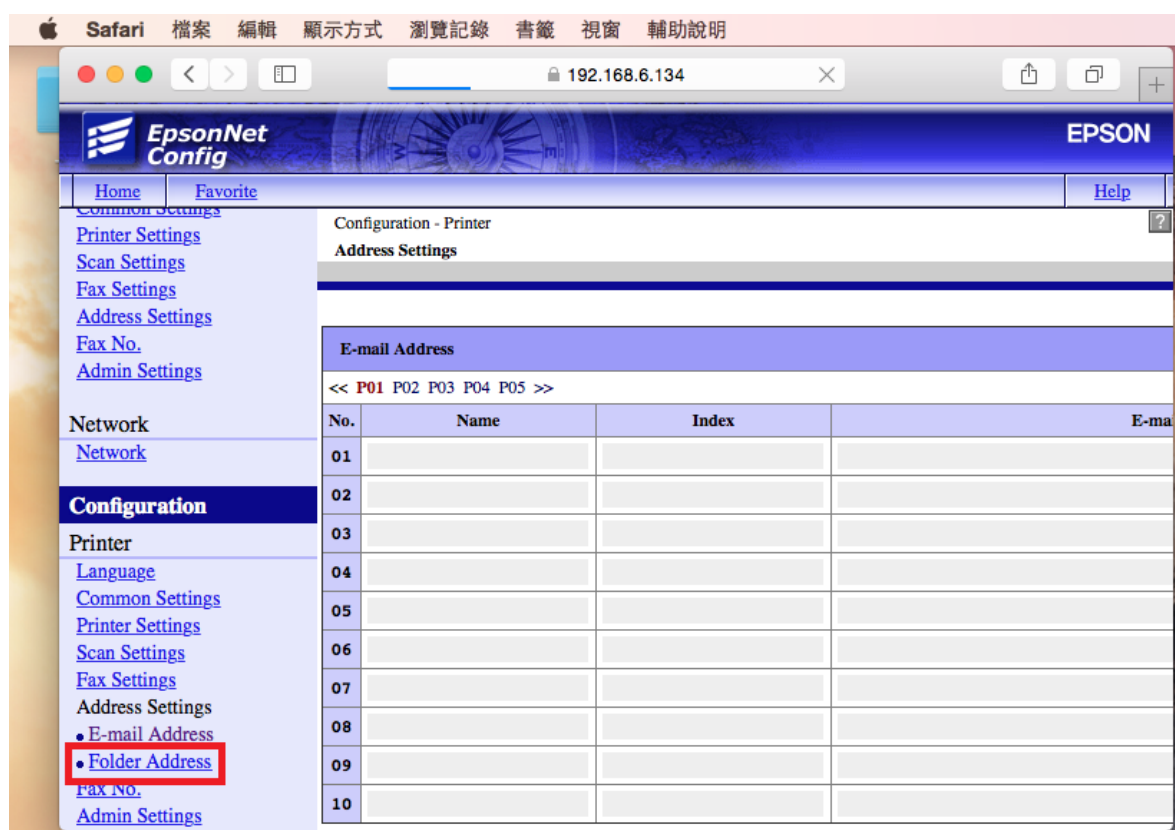 Safari 檔案 編輯 顯示方式 瀏覽記錄 書籤 視窗 輔助說明
192.168.6.134
EpsonNet
Config
EPSON
Home Favorite Help
Common Settings
Printer Settings
Scan Settings
Fax Settings
Address Settings
Fax No.
Admin Settings
Network
Network
Configuration
Printer
Language
Common Settings
Printer Settings
Scan Settings
Fax Settings
Address Settings
• E-mail Address
• Folder Address
Fax No.
Admin Settings
Configuration - Printer
?
Address Settings
E-mail Address
<< P01 P02 P03 P04 P05 >>
No. Name Index E-ma
01
02
03
04
05
06
07
08
09
10